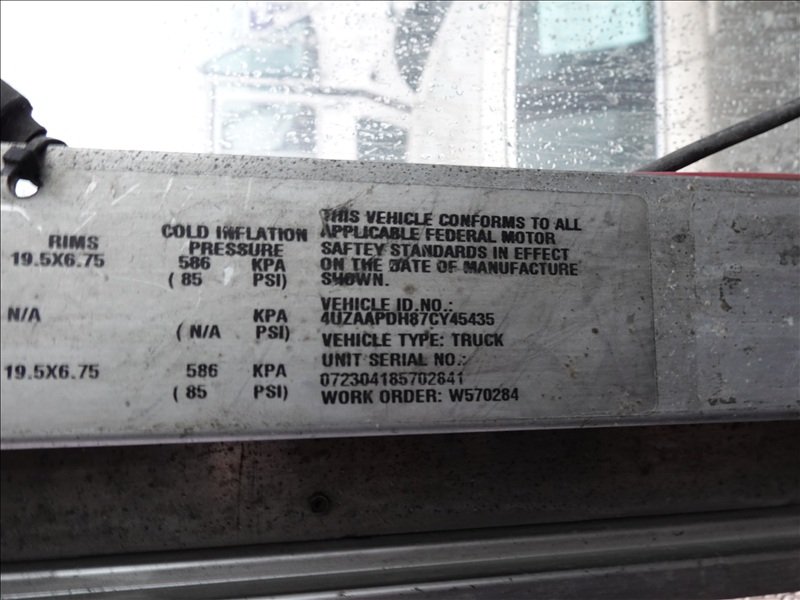 RIMS
19.5X6.75
N/A
19.5X6.75
COLD INFLATION
PRESSURE
586 KPA
( 85 PSI)
KPA
( N/A PSI)
586 KPA
( 85 PSI)
THIS VEHICLE CONFORMS TO ALL
APPLICABLE FEDERAL MOTOR
SAFTEY STANDARDS IN EFFECT
ON THE DATE OF MANUFACTURE
SHOWN.
VEHICLE ID.NO.:
4UZAAPDH87CY45435
VEHICLE TYPE: TRUCK
UNIT SERIAL NO.:
072304185702841
WORK ORDER: W570284